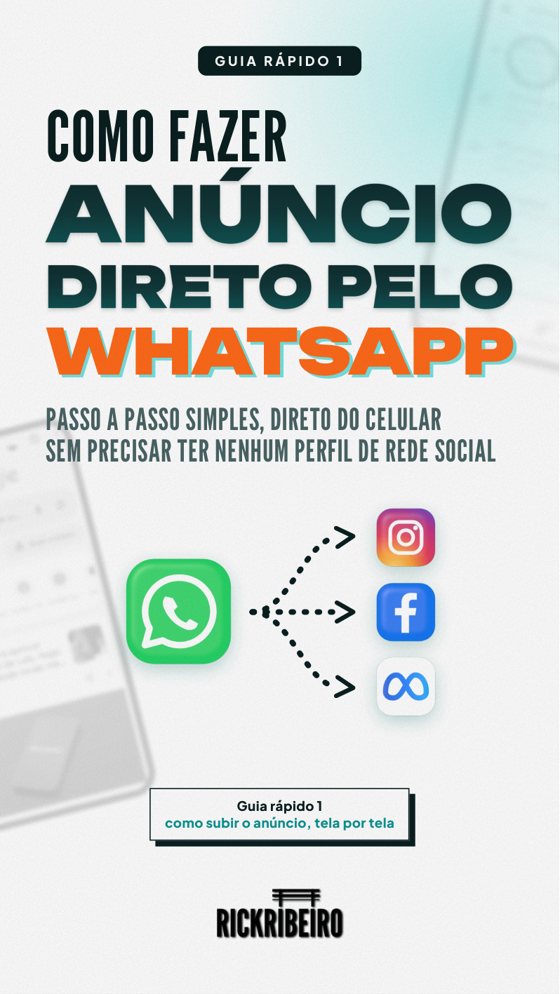 GUIA RÁPIDO 1
COMO FAZER
ANÚNCIO
DIRETO PELO
WHATSAPP
PASSO A PASSO SIMPLES, DIRETO DO CELULAR
SEM PRECISAR TER NENHUM PERFIL DE REDE SOCIAL
Guia rápido 1
como subir o anúncio, tela por tela
RICKRIBEIRO